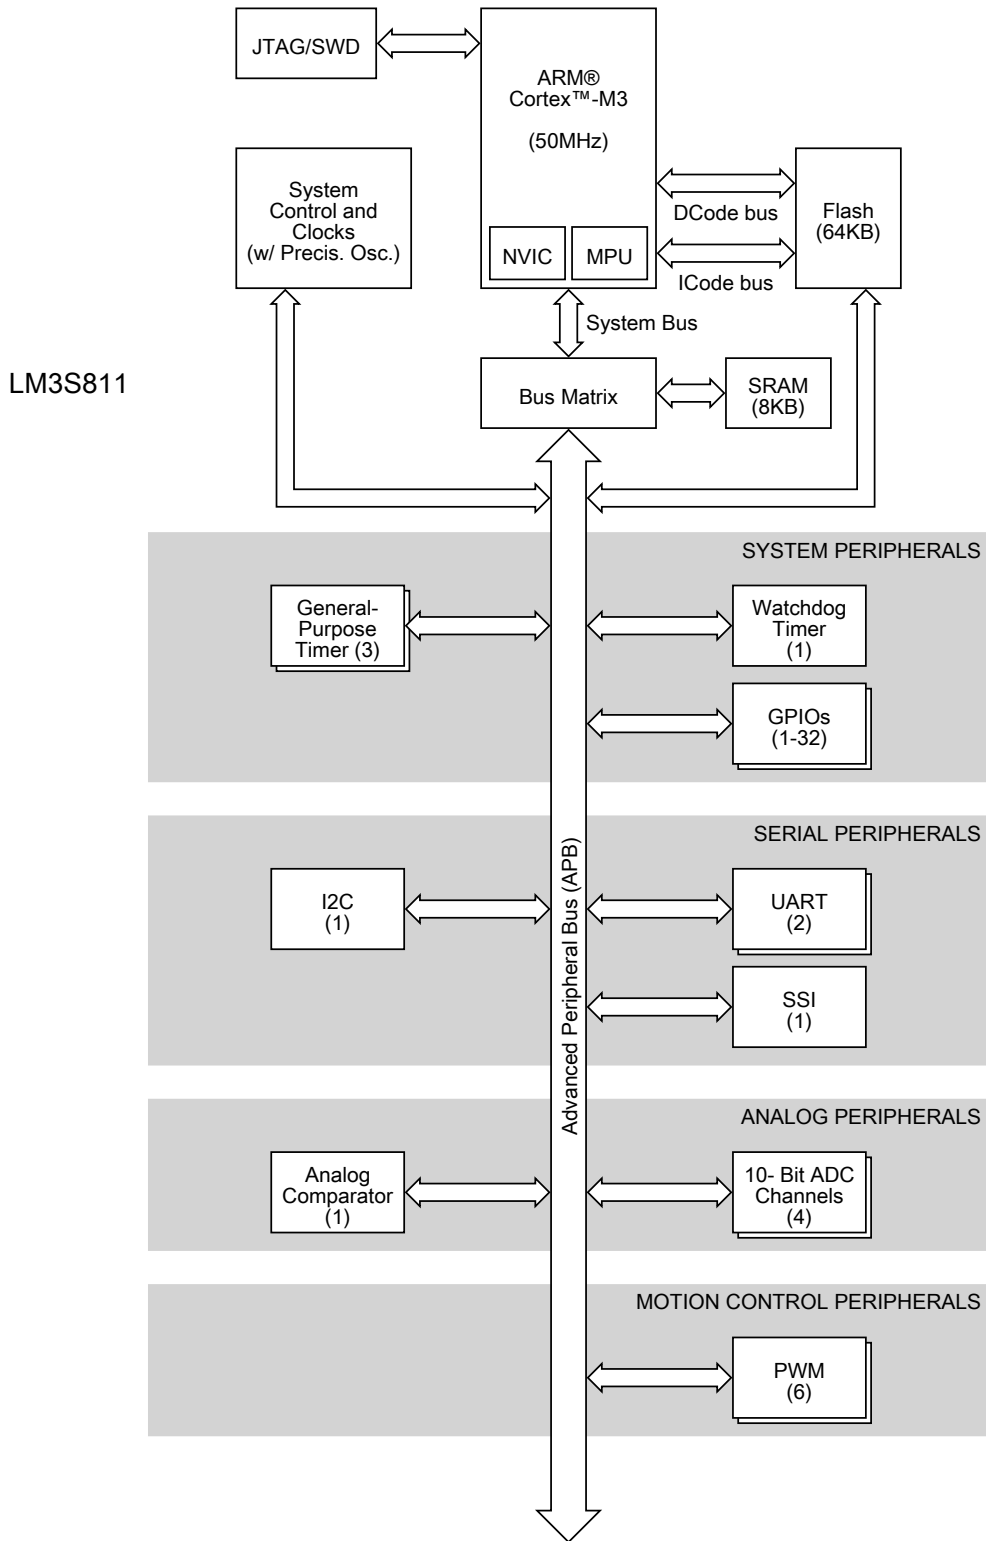 JTAG/SWD
ARM®
Cortex™-M3
(50MHz)
System
Control and
Clocks
(w/ Precis. Osc.)
DCode bus
Flash
(64KB)
NVIC
MPU
ICode bus
System Bus
LM3S811
Bus Matrix
SRAM
(8KB)
SYSTEM PERIPHERALS
General-
Purpose
Timer (3)
Watchdog
Timer
(1)
GPIOs
(1-32)
Advanced Peripheral Bus (APB)
SERIAL PERIPHERALS
I2C
(1)
UART
(2)
SSI
(1)
ANALOG PERIPHERALS
Analog
Comparator
(1)
10- Bit ADC
Channels
(4)
MOTION CONTROL PERIPHERALS
PWM
(6)